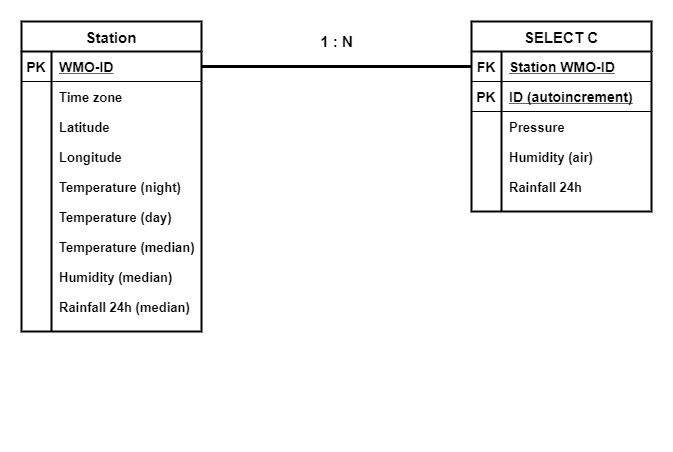 Station
PK WMO-ID
Time zone
Latitude
Longitude
Temperature (night)
Temperature (day)
Temperature (median)
Humidity (median)
Rainfall 24h (median)
1 : N
SELECT C
FK Station WMO-ID
PK ID (autoincrement)
Pressure
Humidity (air)
Rainfall 24h